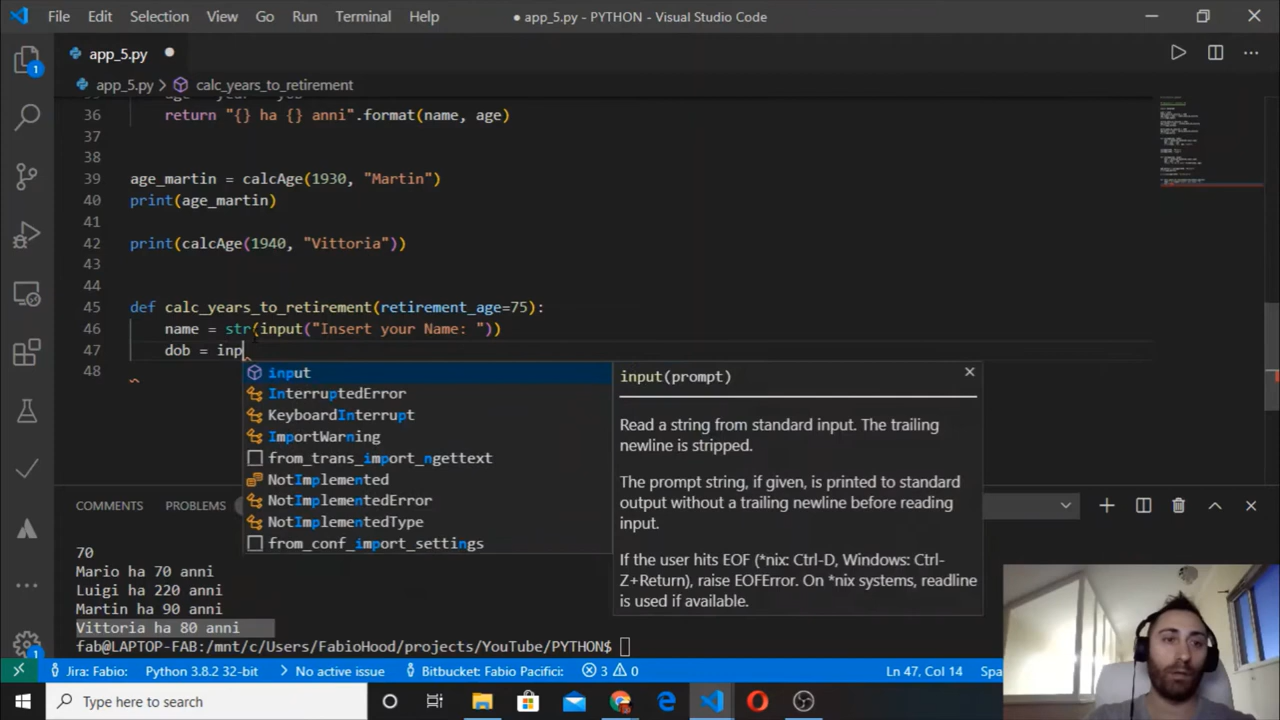 File Edit Selection View Go Run Terminal Help
● app_5.py - PYTHON - Visual Studio Code
app_5.py
app_5.py > calc_years_to_retirement
36 return "{} ha {} anni".format(name, age)
37
38
39 age_martin = calcAge(1930, "Martin")
40 print(age_martin)
41
42 print(calcAge(1940, "Vittoria"))
43
44
45 def calc_years_to_retirement(retirement_age=75):
46 name = str(input("Insert your Name: "))
47 dob = inp
48
input
InterruptedError
KeyboardInterrupt
ImportWarning
from_trans_import_ngettext
NotImplemented
NotImplementedError
NotImplementedType
from_conf_import_settings
input(prompt)
Read a string from standard input. The trailing
newline is stripped.
The prompt string, if given, is printed to standard
output without a trailing newline before reading
input.
If the user hits EOF (*nix: Ctrl-D, Windows: Ctrl-
Z+Return), raise EOFError. On *nix systems, readline
is used if available.
COMMENTS PROBLEMS
70
Mario ha 70 anni
Luigi ha 220 anni
Martin ha 90 anni
Vittoria ha 80 anni
fab@LAPTOP-FAB:/mnt/c/Users/FabioHood/projects/YouTube/PYTHON$
Jira: Fabio: Python 3.8.2 32-bit No active issue Bitbucket: Fabio Pacifici: 3 0 Ln 47, Col 14
Type here to search
1
1